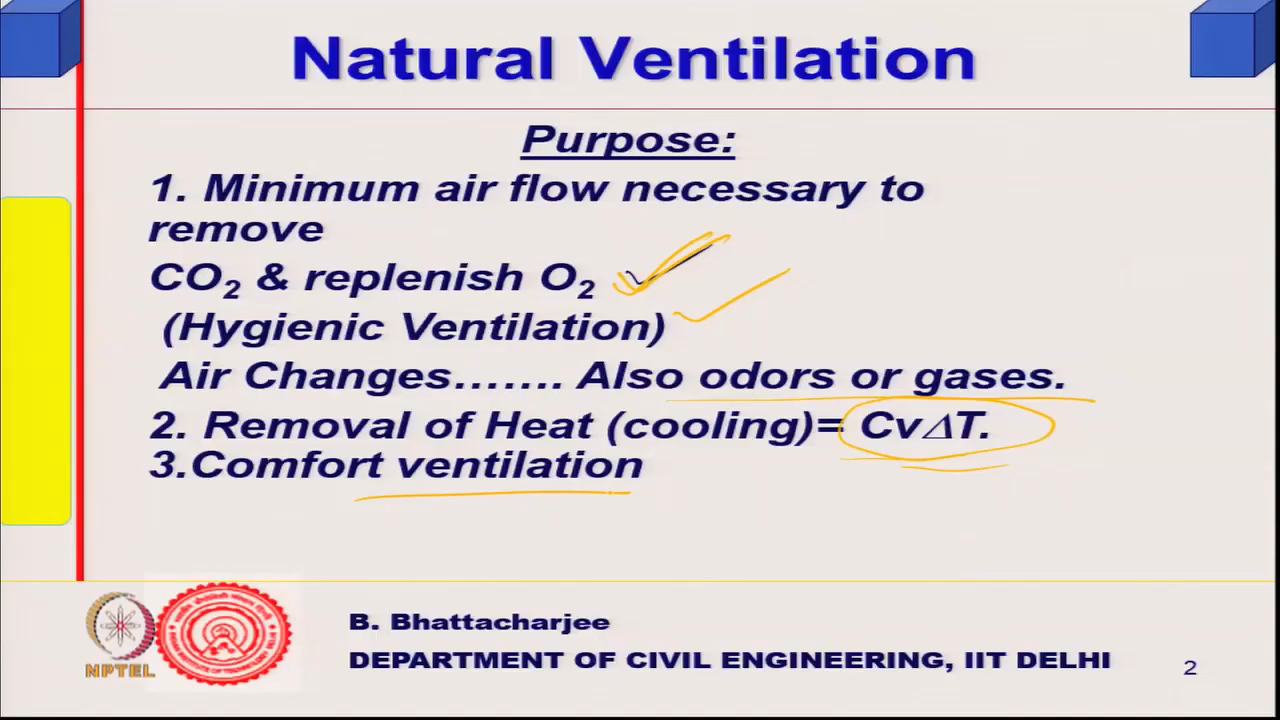 Natural Ventilation
Purpose:
1. Minimum air flow necessary to
remove
CO₂ & replenish O₂
(Hygienic Ventilation)
Air Changes....... Also odors or gases.
2. Removal of Heat (cooling)= CvΔT.
3.Comfort ventilation
NPTEL
B. Bhattacharjee
DEPARTMENT OF CIVIL ENGINEERING, IIT DELHI
2